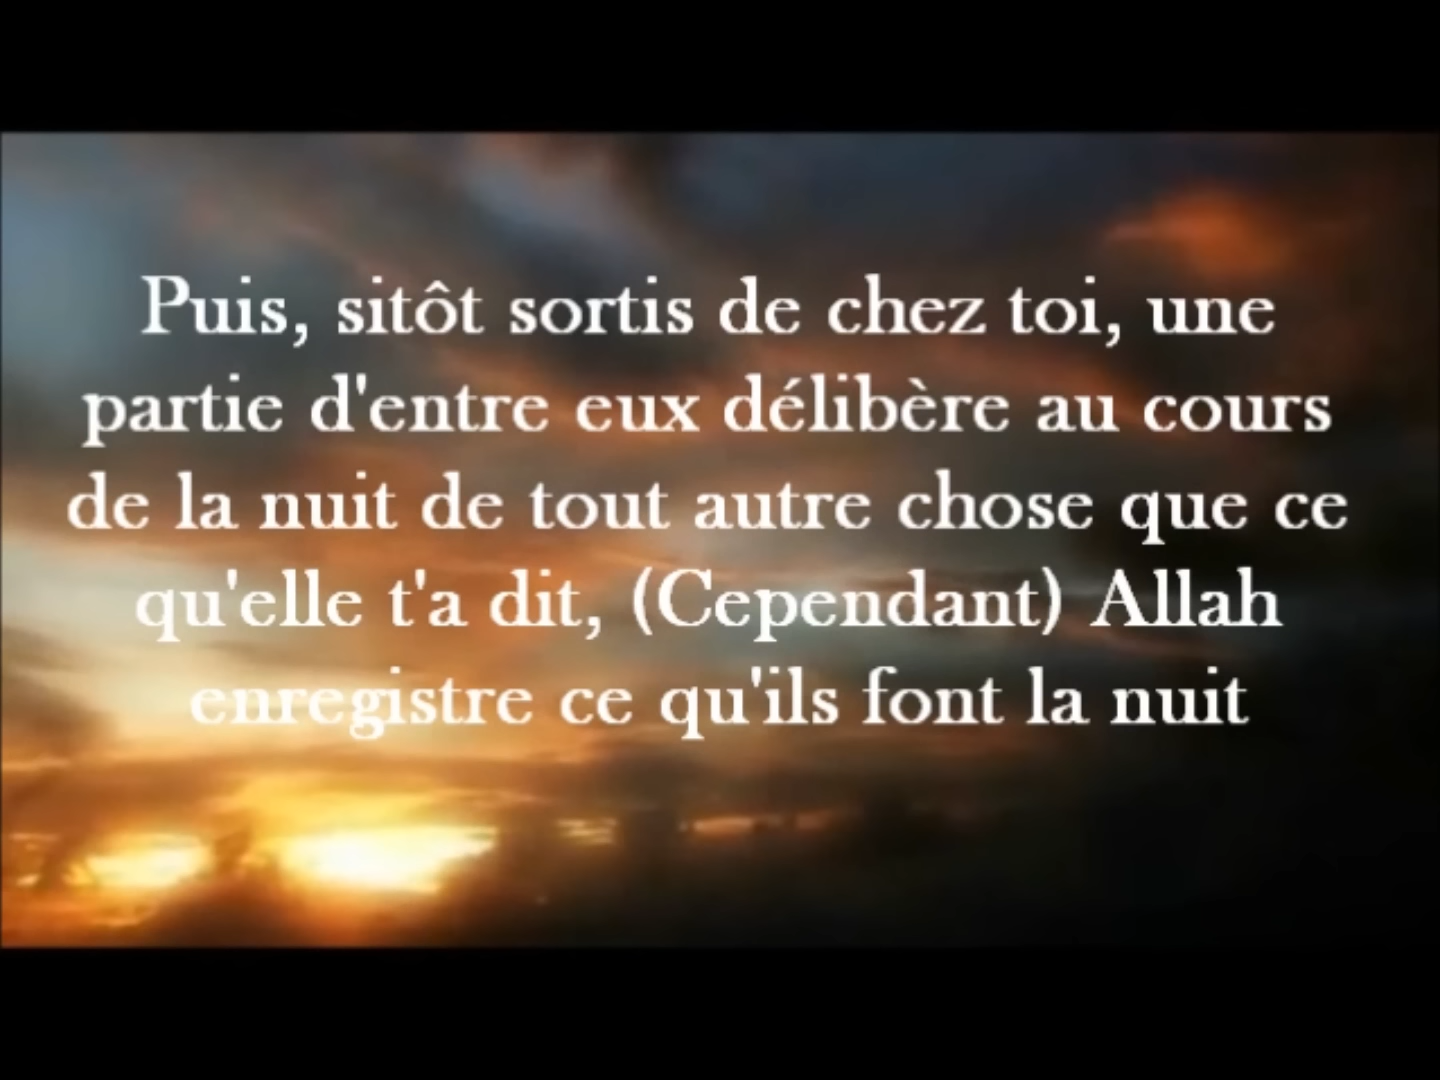 Puis, sitôt sortis de chez toi, une
partie d'entre eux délibère au cours
de la nuit de tout autre chose que ce
qu'elle t'a dit, (Cependant) Allah
enregistre ce qu'ils font la nuit